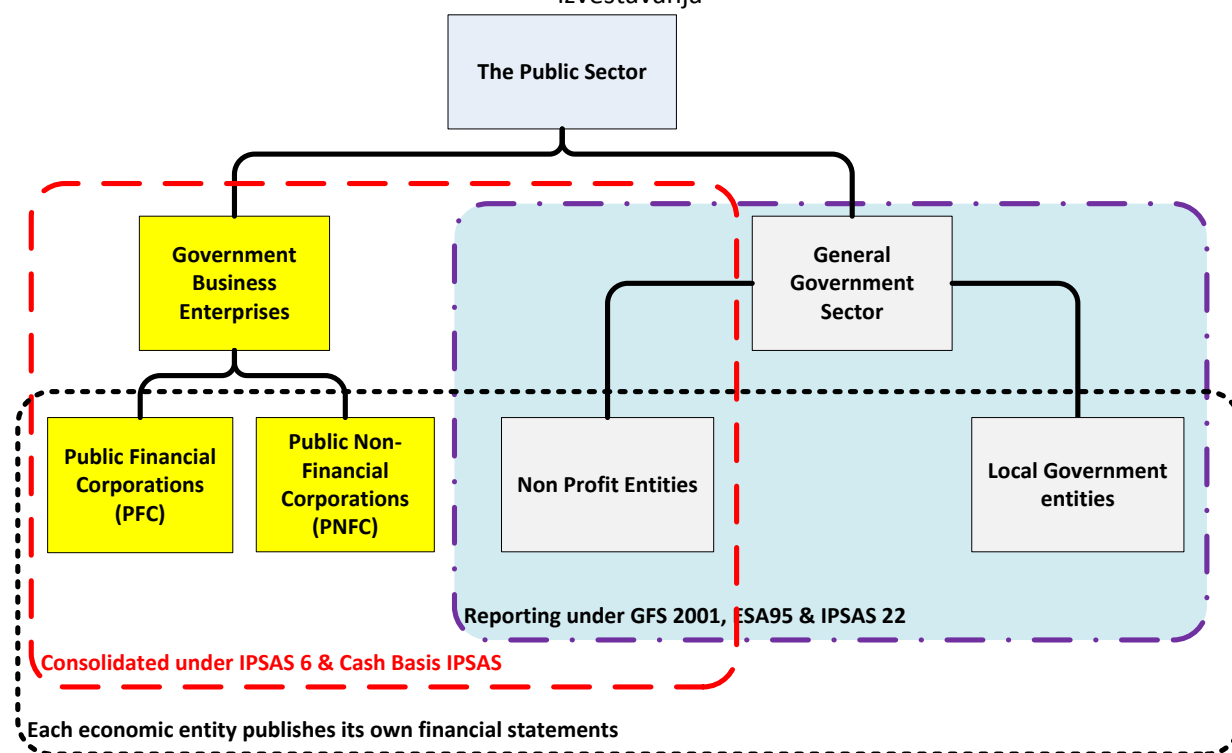 izveštavanja
The Public Sector
Government
Business
Enterprises
General
Government
Sector
Public Financial
Corporations
(PFC)
Public Non-
Financial
Corporations
(PNFC)
Non Profit Entities
Local Government
entities
Reporting under GFS 2001, ESA95 & IPSAS 22
Consolidated under IPSAS 6 & Cash Basis IPSAS
Each economic entity publishes its own financial statements